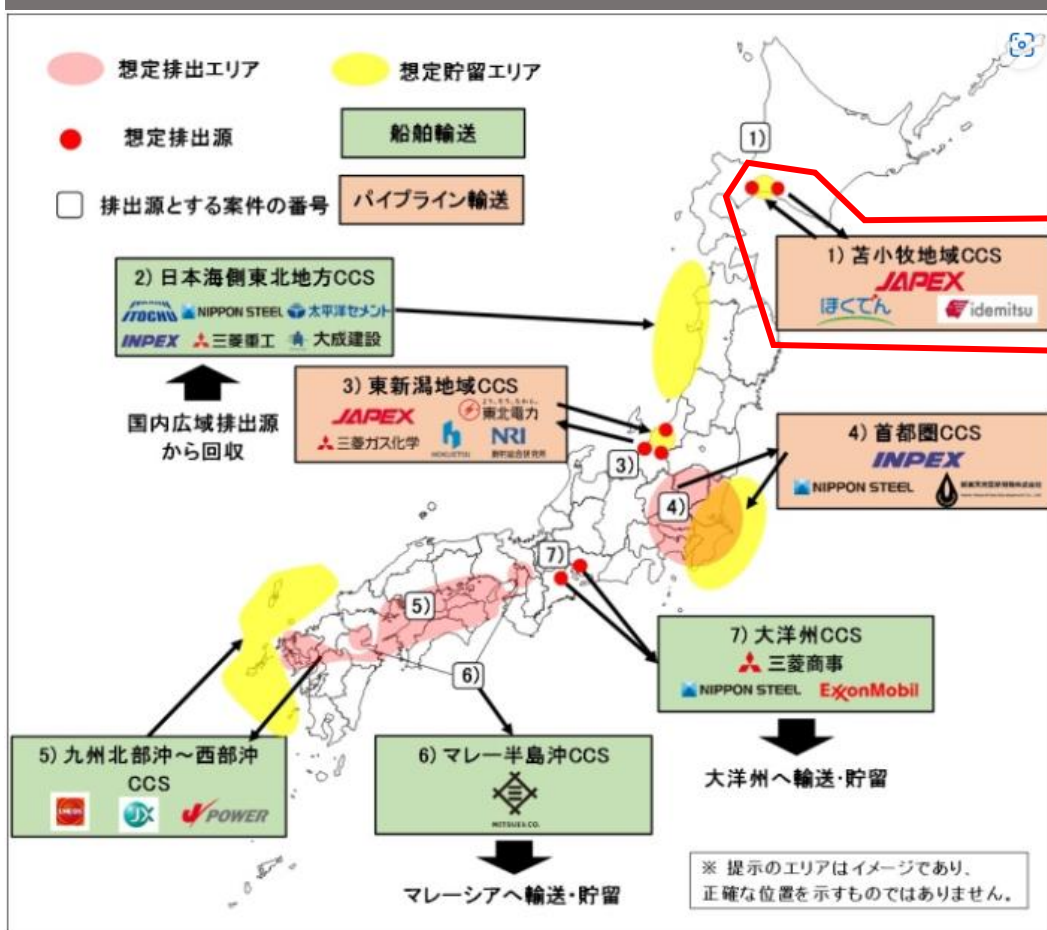 想定排出エリア
想定貯留エリア
想定排出源
船舶輸送
排出源とする案件の番号
パイプライン輸送
1)
1) 苫小牧地域CCS
JAPEX
ほくでん
idemitsu
2) 日本海側東北地方CCS
ITOCHU NIPPON STEEL 太平洋セメント
INPEX 三菱重工 大成建設
国内広域排出源
から回収
3) 東新潟地域CCS
JAPEX
東北電力
三菱ガス化学
NRI
3)
4) 首都圏CCS
INPEX
NIPPON STEEL
4)
7)
5)
6)
7) 大洋州CCS
三菱商事
NIPPON STEEL ExxonMobil
大洋州へ輸送・貯留
5) 九州北部沖～西部沖
CCS
ENEOS JX J POWER
6) マレー半島沖CCS
MITSUI & CO.
マレーシアへ輸送・貯留
※ 提示のエリアはイメージであり、
正確な位置を示すものではありません。